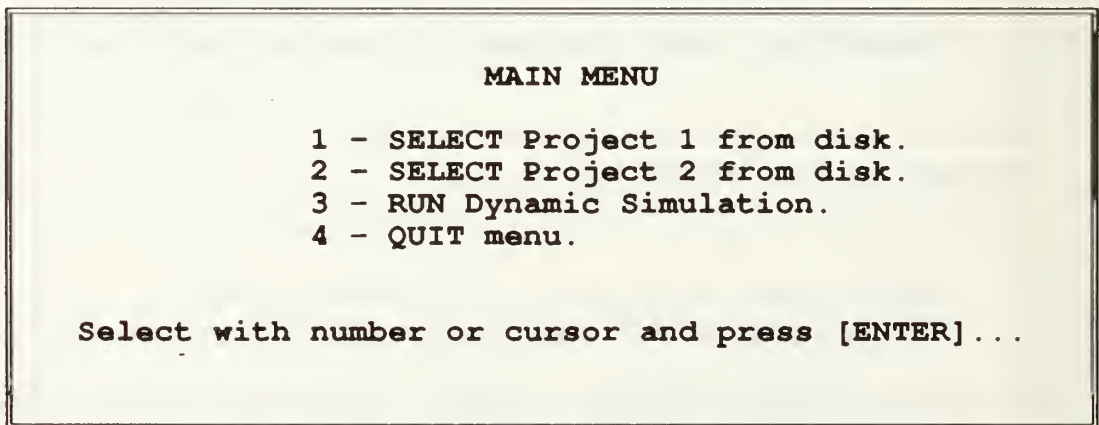 MAIN MENU
1 - SELECT Project 1 from disk.
2 - SELECT Project 2 from disk.
3 - RUN Dynamic Simulation.
4 - QUIT menu.
Select with number or cursor and press [ENTER]...